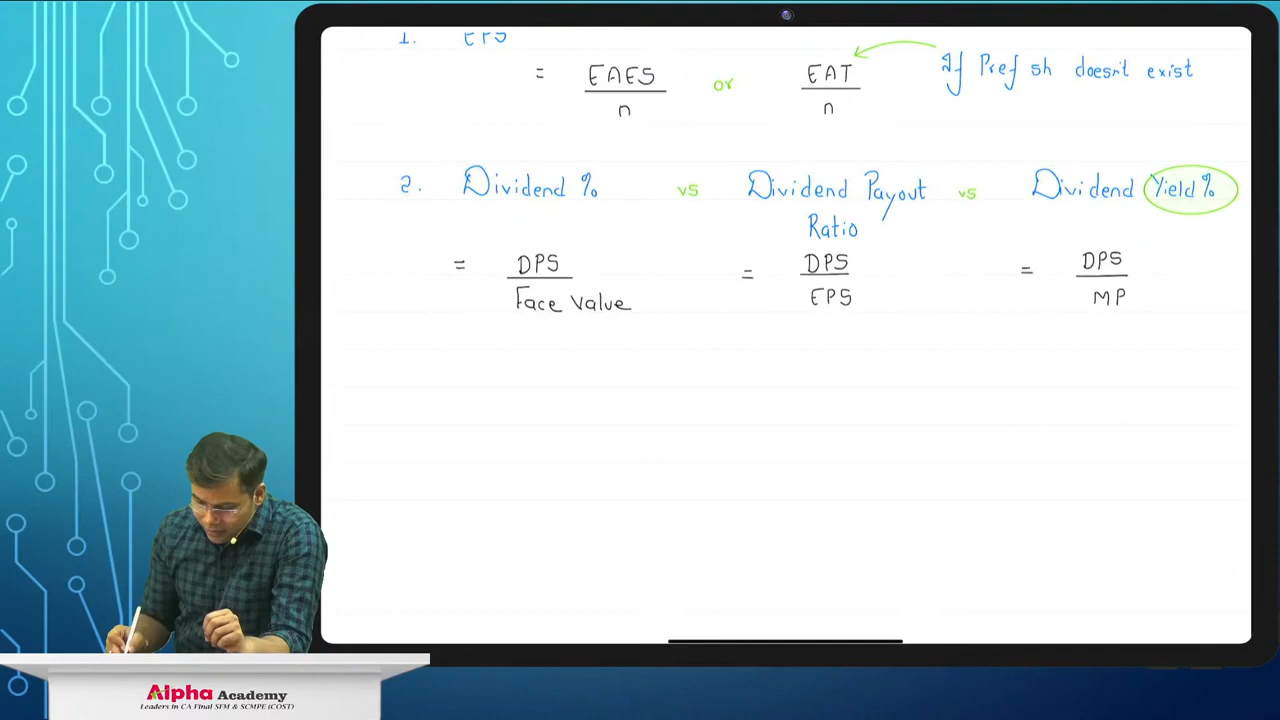 1. EPS
= EAES / n or EAT / n If Pref sh doesn't exist
2. Dividend % vs Dividend Payout Ratio vs Dividend Yield %
= DPS / Face Value = DPS / EPS = DPS / MP
Alpha Academy
Leaders in CA Final SFM & SCMPE (COST)